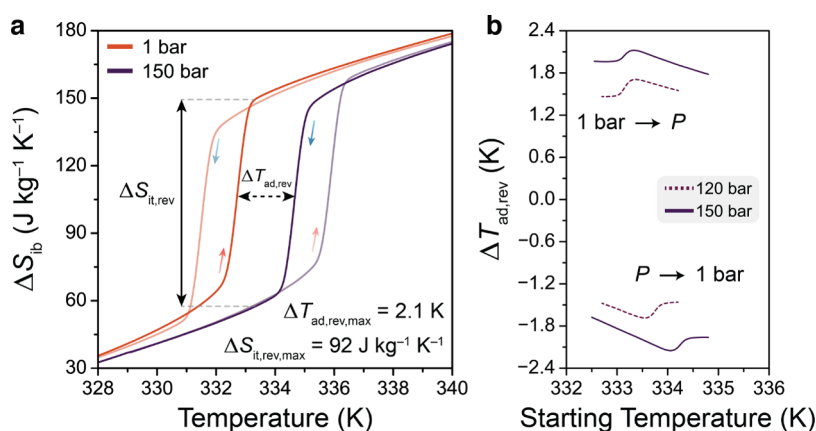 a
1 bar
150 bar
ΔS_it,rev
ΔT_ad,rev
ΔT_ad,rev,max = 2.1 K
ΔS_it,rev,max = 92 J kg⁻¹ K⁻¹
180
150
120
90
60
30
ΔS_ib (J kg⁻¹ K⁻¹)
328 330 332 334 336 338 340
Temperature (K)
b
2.4
1.8
1.2
0.6
0.0
−0.6
−1.2
−1.8
−2.4
ΔT_ad,rev (K)
1 bar → P
120 bar
150 bar
P → 1 bar
332 333 334 335 336
Starting Temperature (K)